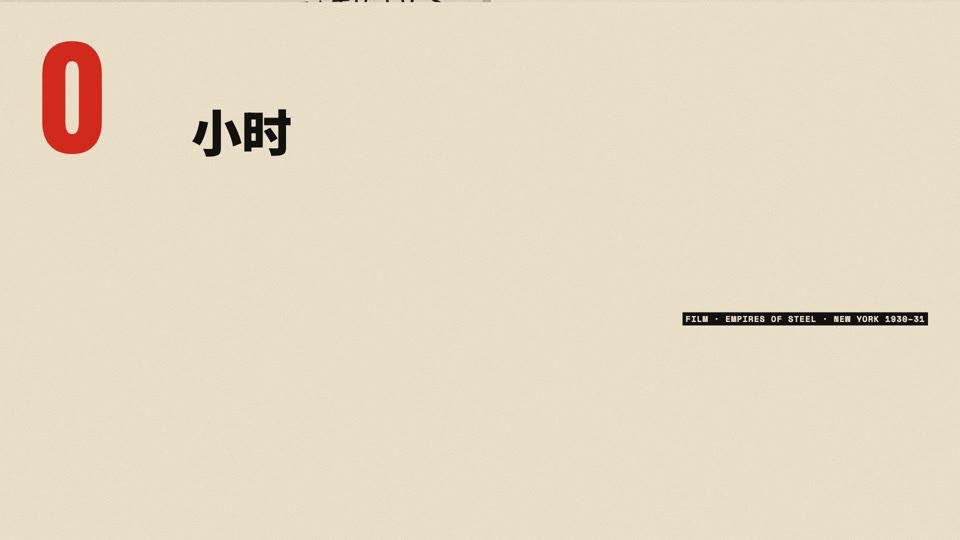 0 小时
FILM · EMPIRES OF STEEL · NEW YORK 1930–31